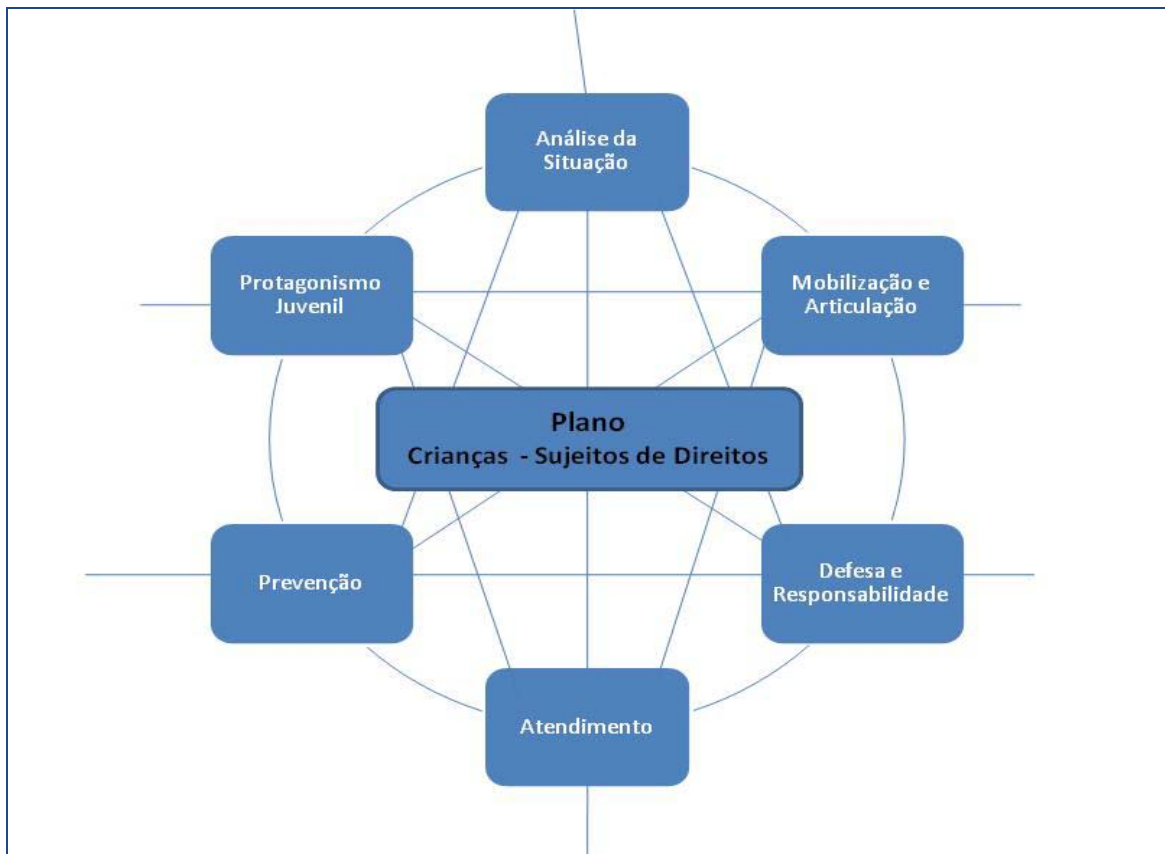 Análise da
Situação
Protagonismo
Juvenil
Mobilização e
Articulação
Plano
Crianças - Sujeitos de Direitos
Prevenção
Defesa e
Responsabilidade
Atendimento